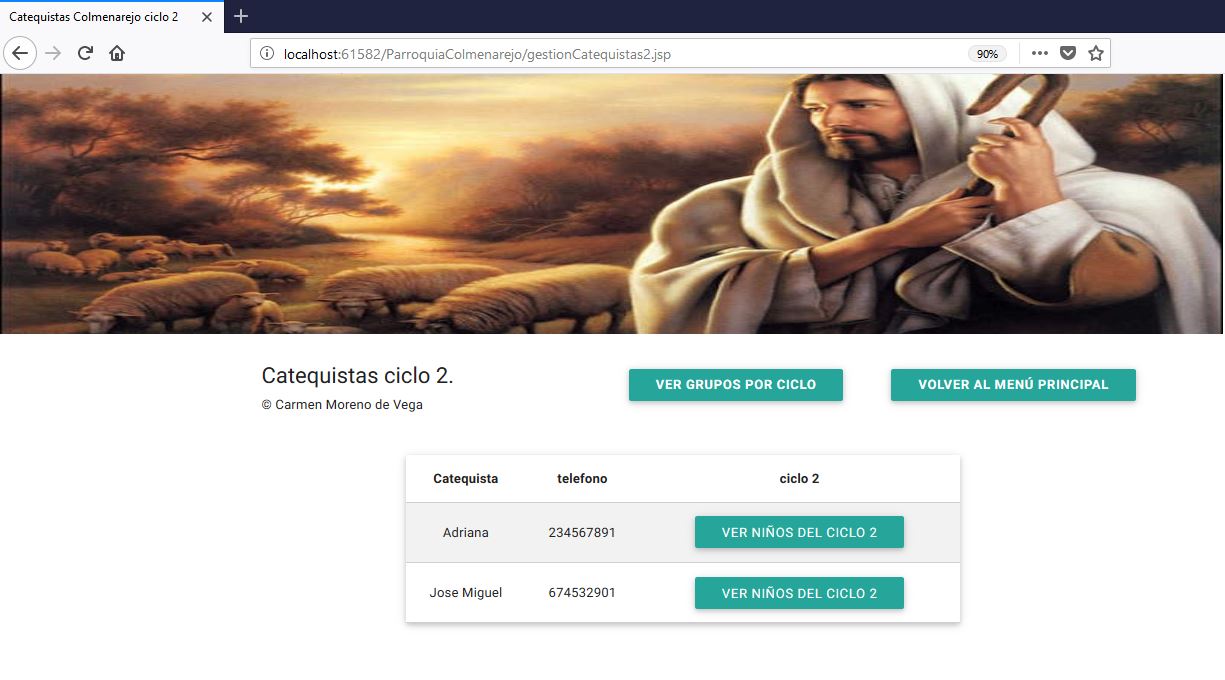 Catequistas Colmenarejo ciclo 2
localhost:61582/ParroquiaColmenarejo/gestionCatequistas2.jsp
90%
Catequistas ciclo 2.
© Carmen Moreno de Vega
VER GRUPOS POR CICLO
VOLVER AL MENÚ PRINCIPAL
Catequista telefono ciclo 2
Adriana 234567891 VER NIÑOS DEL CICLO 2
Jose Miguel 674532901 VER NIÑOS DEL CICLO 2